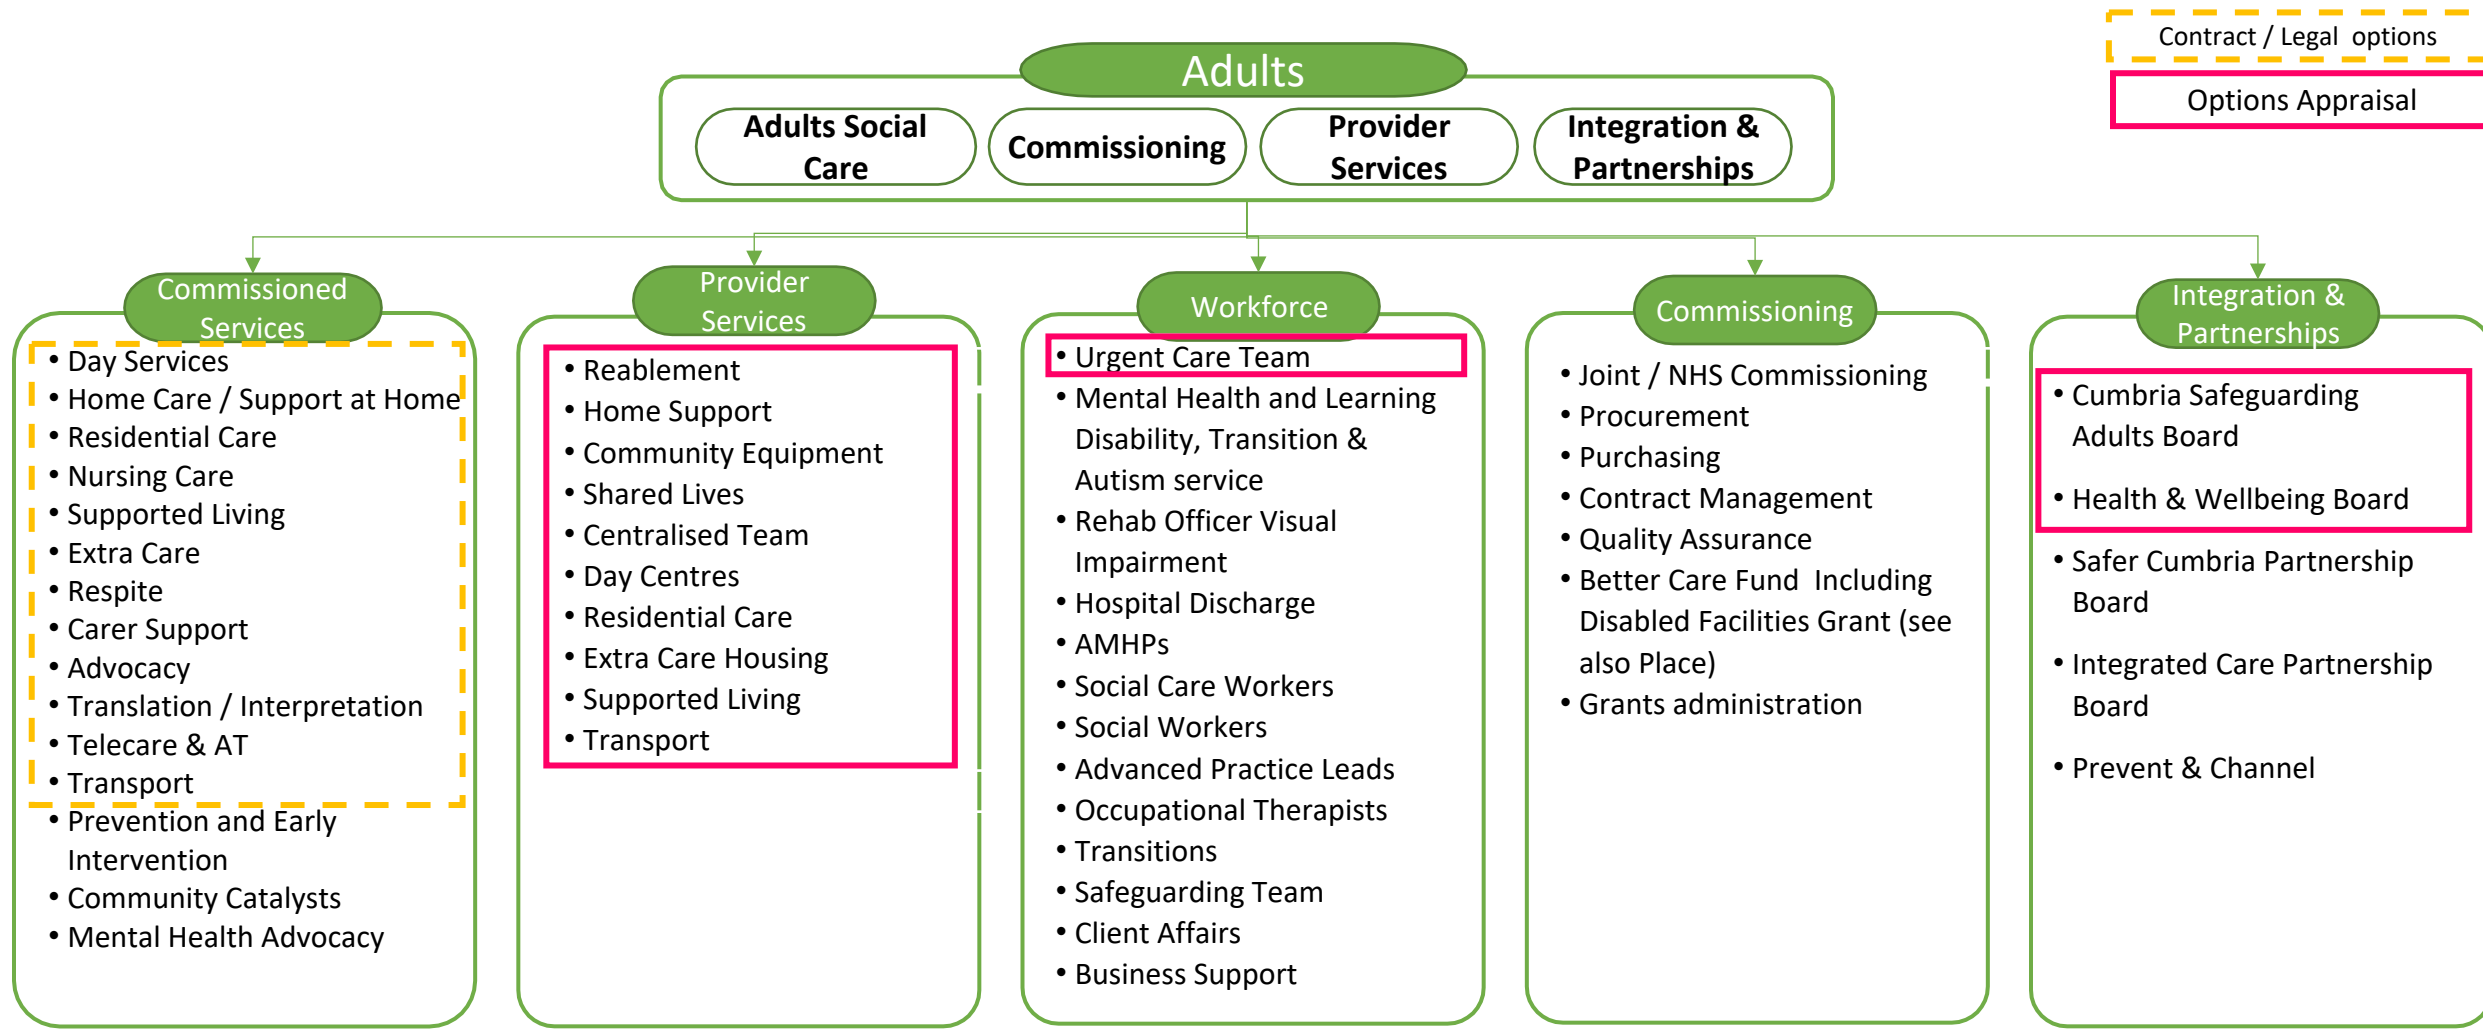 Contract / Legal options
Options Appraisal
Adults
Adults Social
Care
Commissioning
Provider
Services
Integration &
Partnerships
Commissioned
Services
• Day Services
• Home Care / Support at Home
• Residential Care
• Nursing Care
• Supported Living
• Extra Care
• Respite
• Carer Support
• Advocacy
• Translation / Interpretation
• Telecare & AT
• Transport
• Prevention and Early
Intervention
• Community Catalysts
• Mental Health Advocacy
Provider
Services
• Reablement
• Home Support
• Community Equipment
• Shared Lives
• Centralised Team
• Day Centres
• Residential Care
• Extra Care Housing
• Supported Living
• Transport
Workforce
• Urgent Care Team
• Mental Health and Learning
Disability, Transition &
Autism service
• Rehab Officer Visual
Impairment
• Hospital Discharge
• AMHPs
• Social Care Workers
• Social Workers
• Advanced Practice Leads
• Occupational Therapists
• Transitions
• Safeguarding Team
• Client Affairs
• Business Support
Commissioning
• Joint / NHS Commissioning
• Procurement
• Purchasing
• Contract Management
• Quality Assurance
• Better Care Fund Including
Disabled Facilities Grant (see
also Place)
• Grants administration
Integration &
Partnerships
• Cumbria Safeguarding
Adults Board
• Health & Wellbeing Board
• Safer Cumbria Partnership
Board
• Integrated Care Partnership
Board
• Prevent & Channel